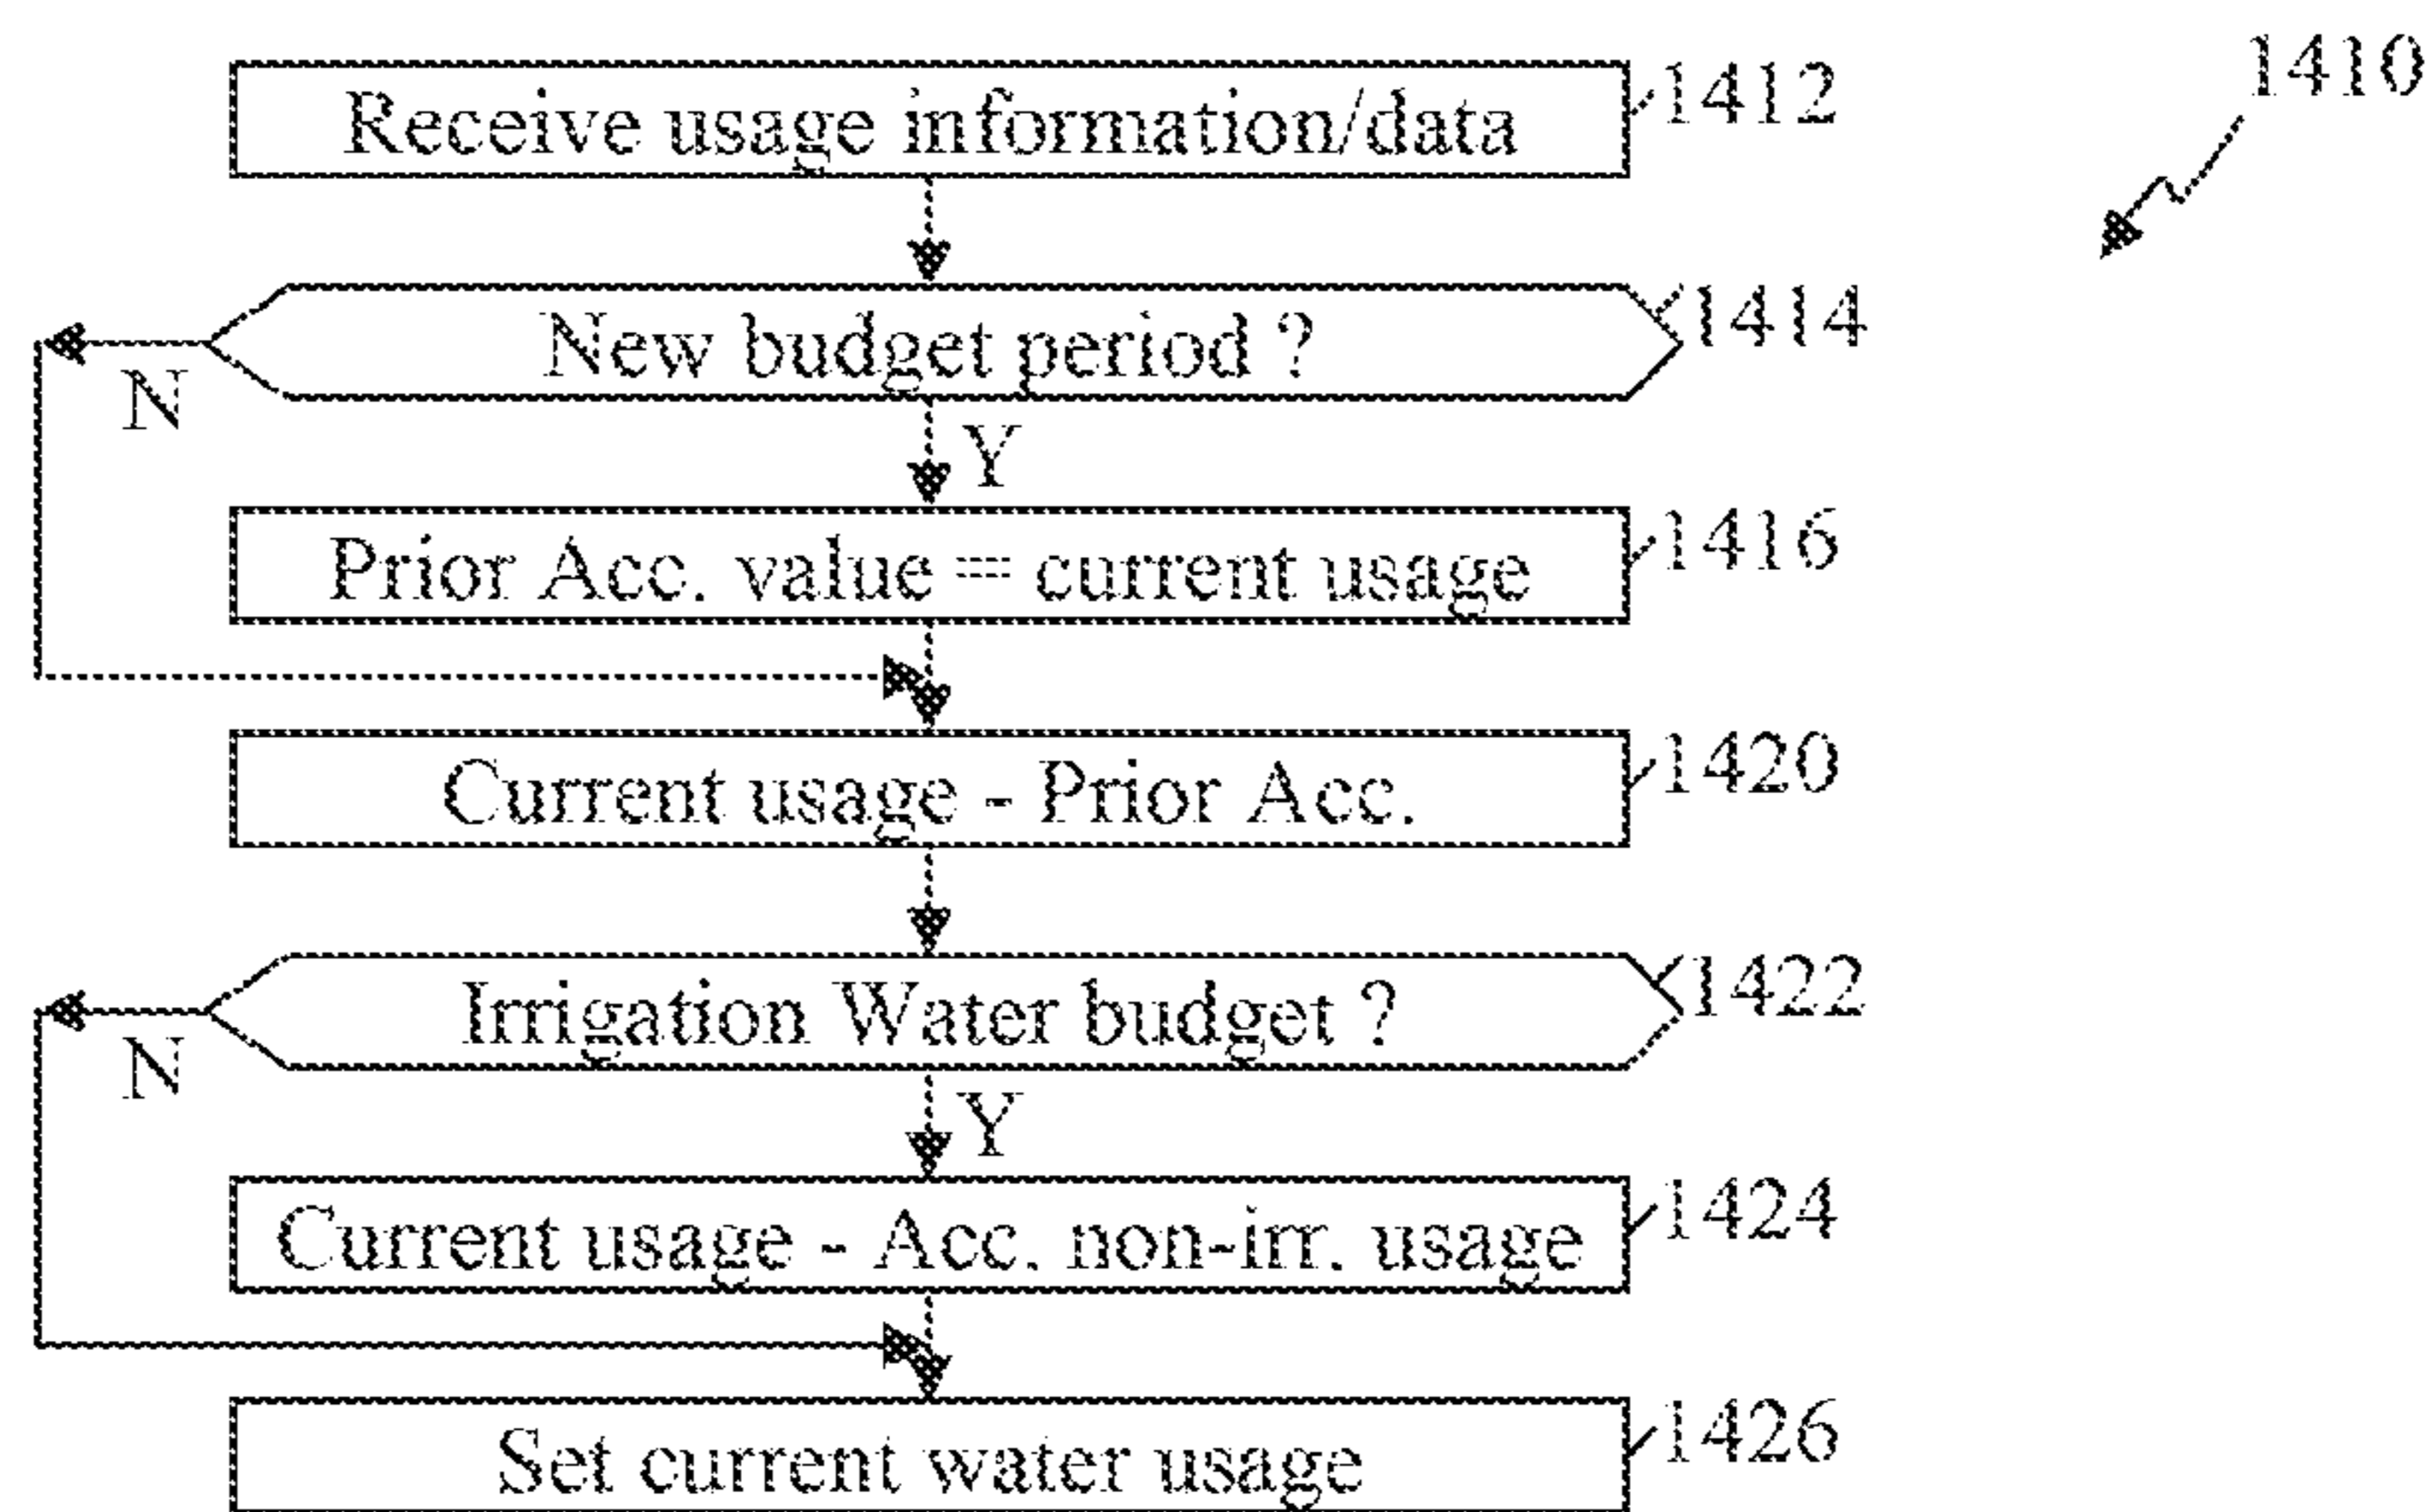 1410
Receive usage information/data 1412
New budget period ? 1414
N
Y
Prior Acc. value = current usage 1416
Current usage - Prior Acc. 1420
Irrigation Water budget ? 1422
N
Y
Current usage - Acc. non-irr. usage 1424
Set current water usage 1426